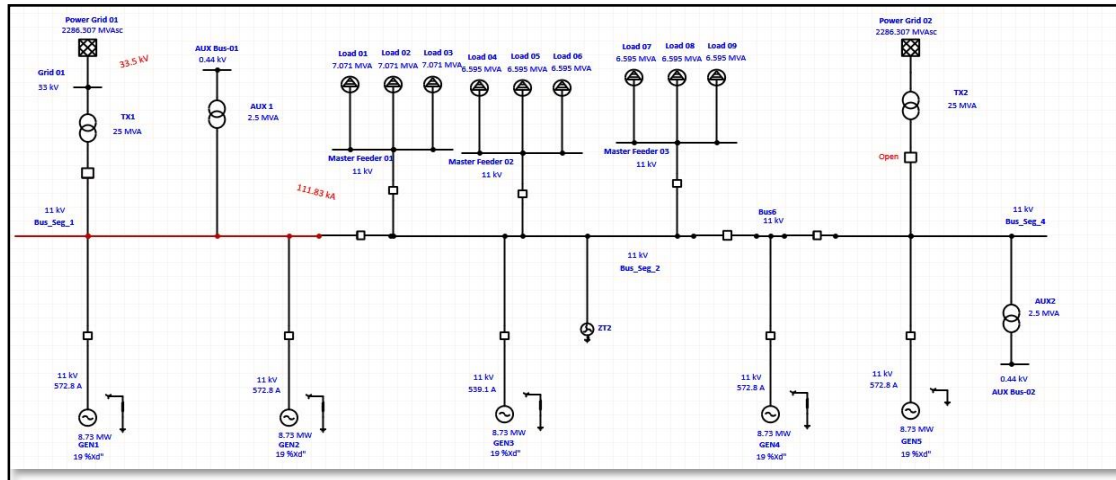 Power Grid 01
2286.307 MVAsc
33.5 kV
Grid 01
33 kV
TX1
25 MVA
AUX Bus-01
0.44 kV
AUX 1
2.5 MVA
Load 01
7.071 MVA
Load 02
7.071 MVA
Load 03
7.071 MVA
Load 04
6.595 MVA
Load 05
6.595 MVA
Load 06
6.595 MVA
Load 07
6.595 MVA
Load 08
6.595 MVA
Load 09
6.595 MVA
Power Grid 02
2286.307 MVAsc
TX2
25 MVA
Open
Master Feeder 01
11 kV
Master Feeder 02
11 kV
Master Feeder 03
11 kV
111.83 kA
11 kV
Bus_Seg_1
11 kV
Bus_Seg_2
Bus6
11 kV
11 kV
Bus_Seg_4
ZT2
AUX2
2.5 MVA
0.44 kV
AUX Bus-02
11 kV
572.8 A
8.73 MW
GEN1
19 %Xd"
11 kV
572.8 A
8.73 MW
GEN2
19 %Xd"
11 kV
539.1 A
8.73 MW
GEN3
19 %Xd"
11 kV
572.8 A
8.73 MW
GEN4
19 %Xd"
11 kV
572.8 A
8.73 MW
GEN5
19 %Xd"